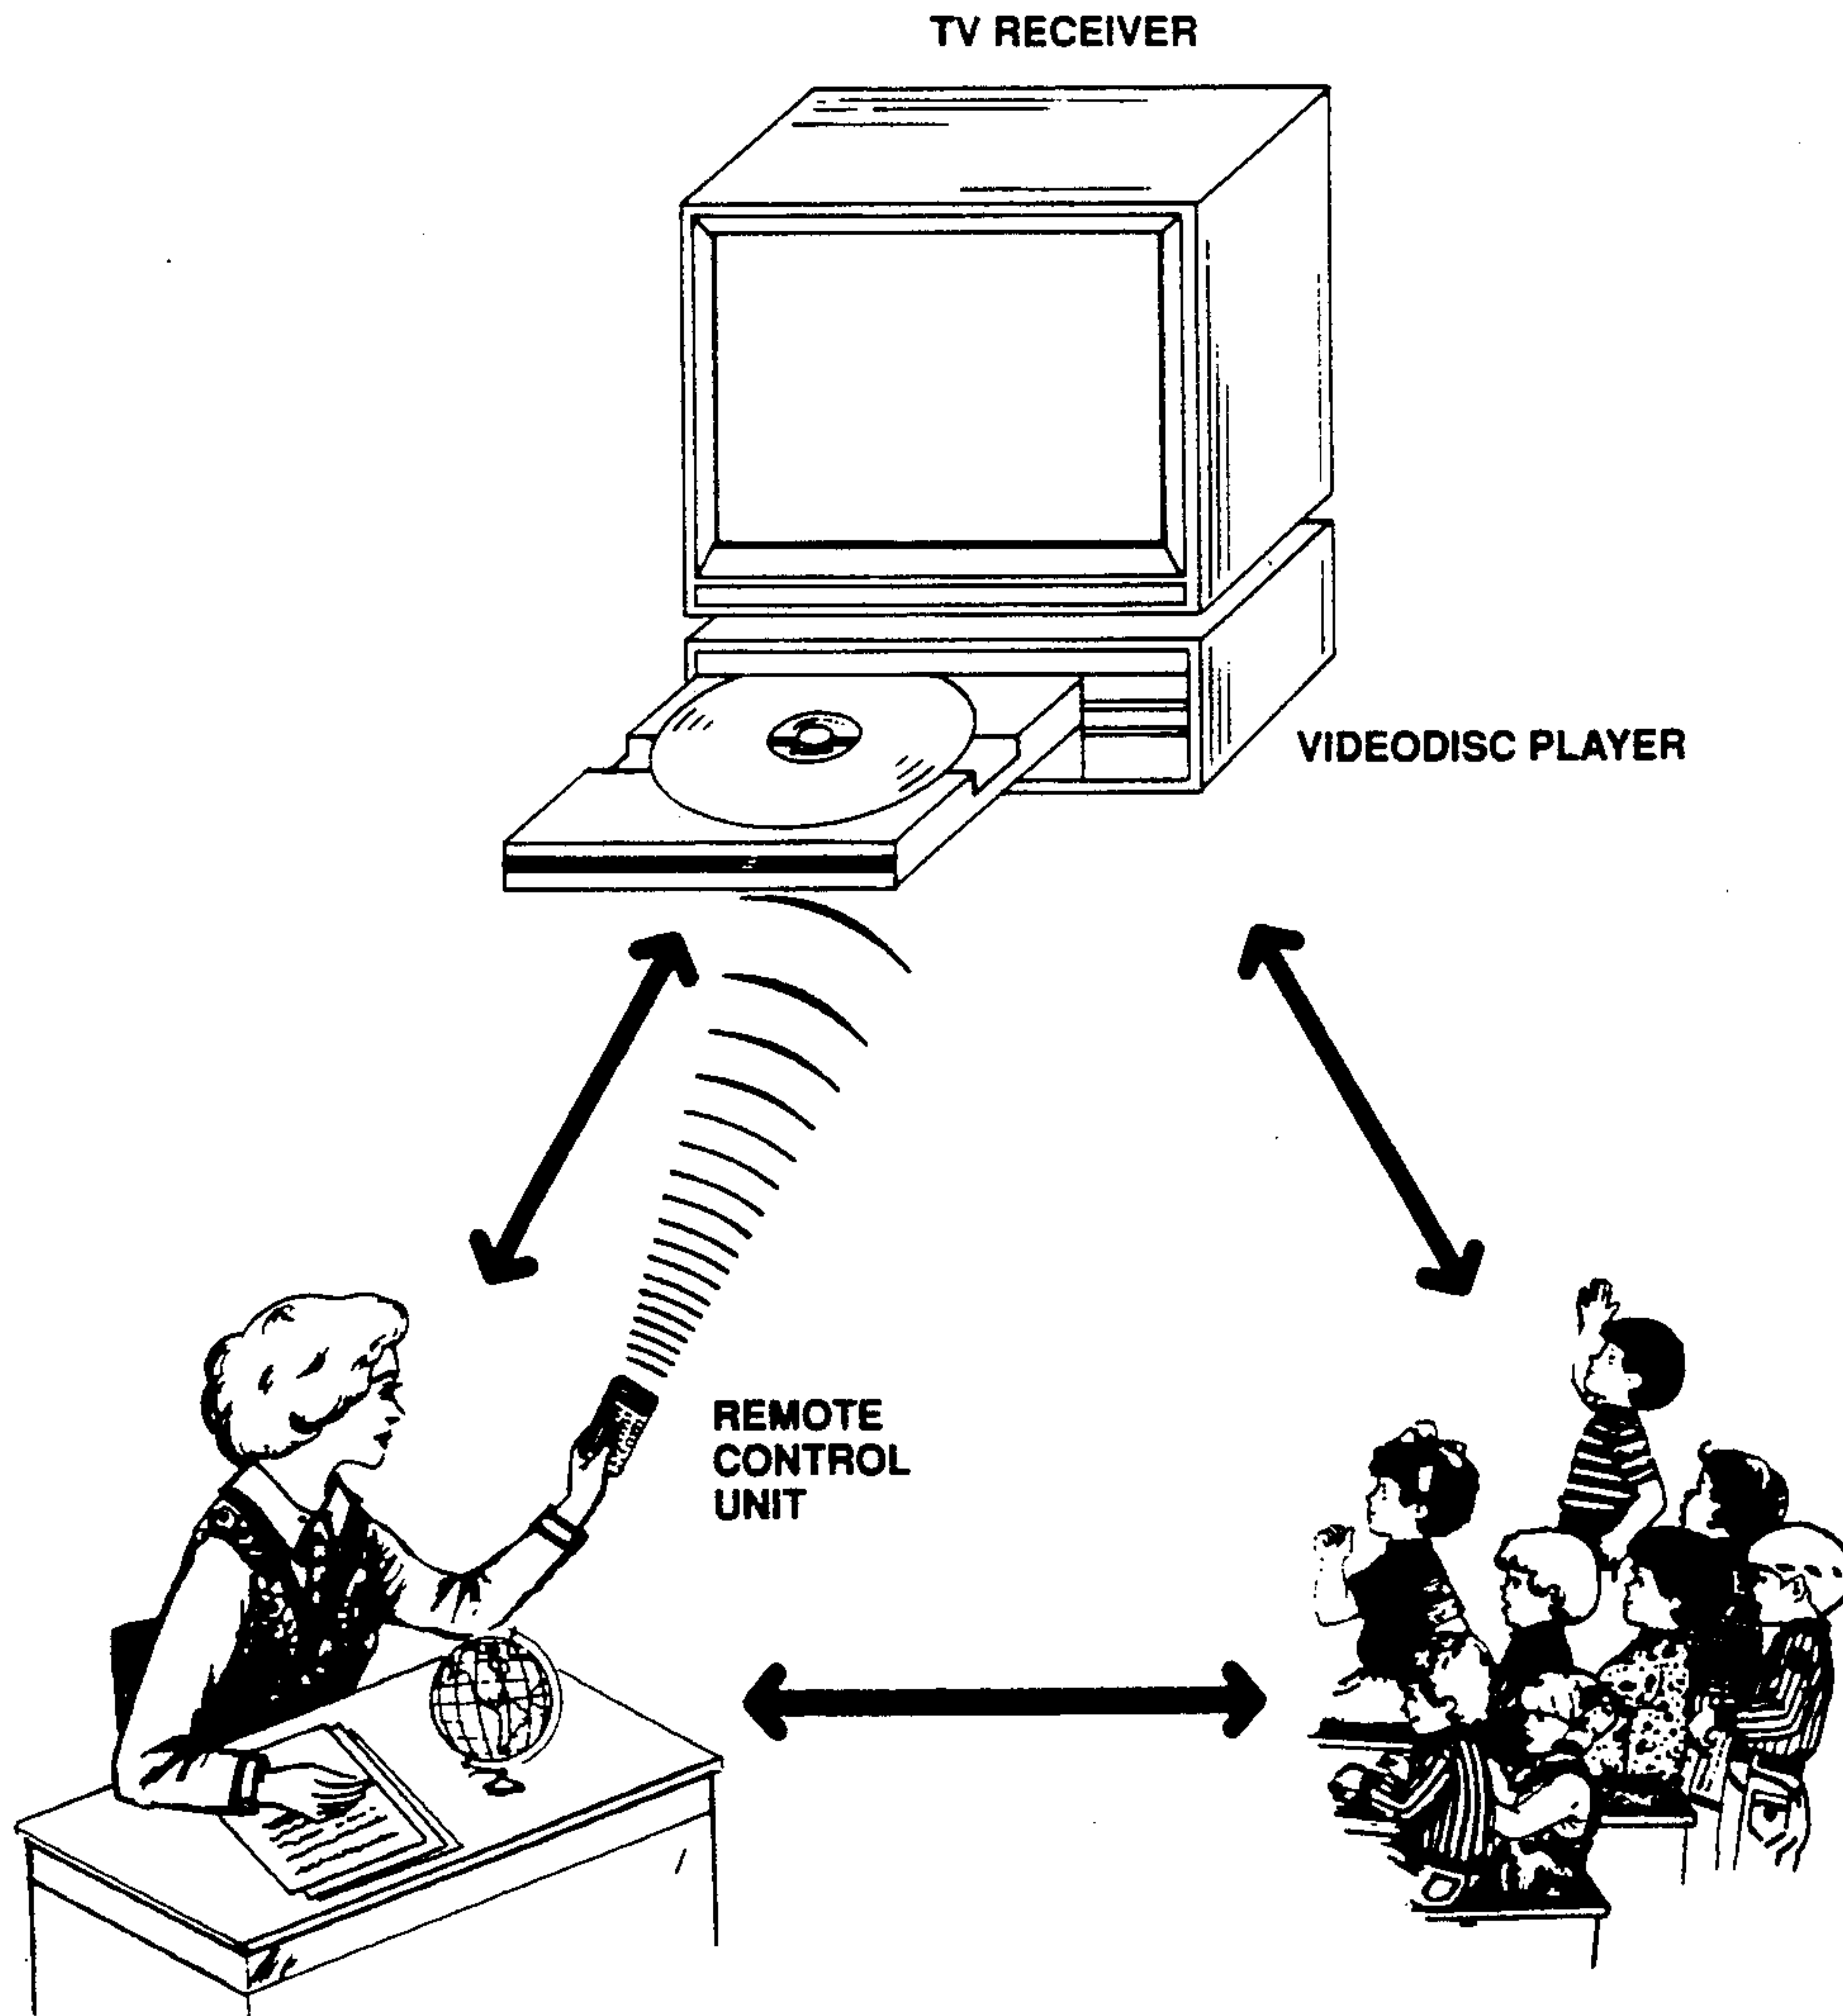 TV RECEIVER
VIDEODISC PLAYER
REMOTE
CONTROL
UNIT